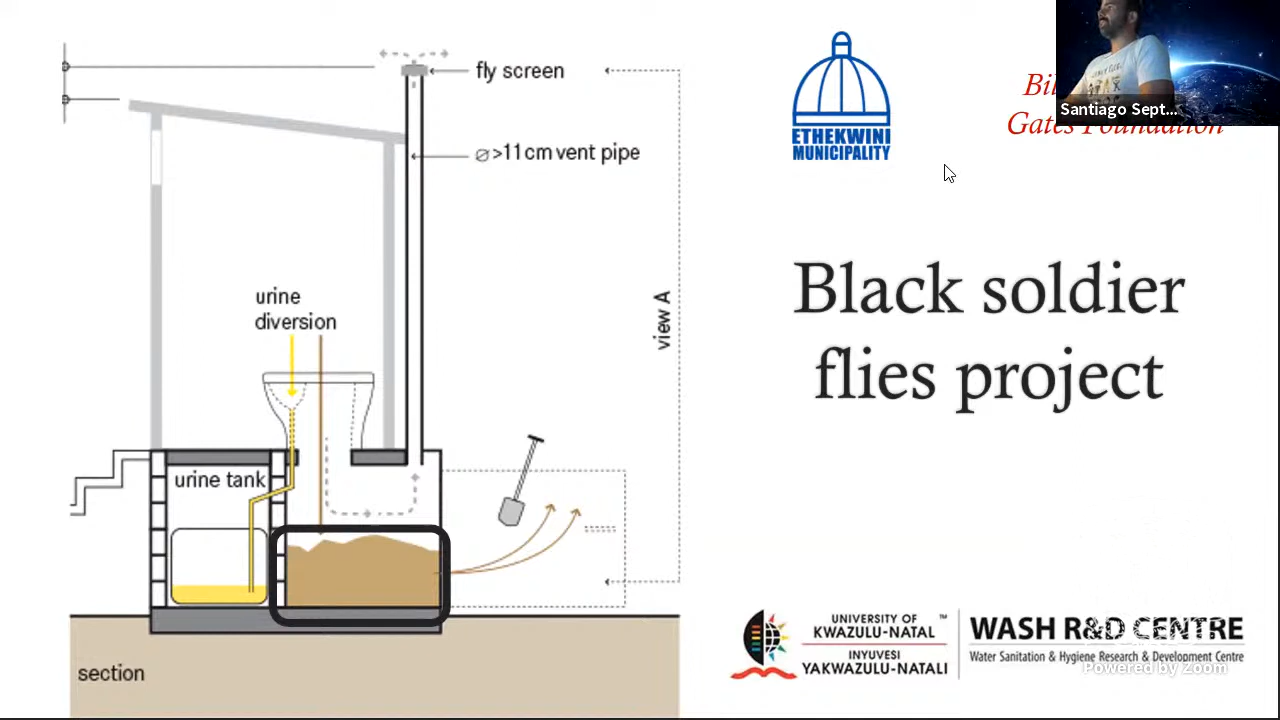 fly screen
⌀>11cm vent pipe
view A
urine
diversion
urine tank
section
ETHEKWINI
MUNICIPALITY
Santiago Sept...
Gates Foundation
Black soldier
flies project
UNIVERSITY OF ™
KWAZULU-NATAL
INYUVESI
YAKWAZULU-NATALI
WASH R&D CENTRE
Water Sanitation & Hygiene Research & Development Centre
Powered by Zoom